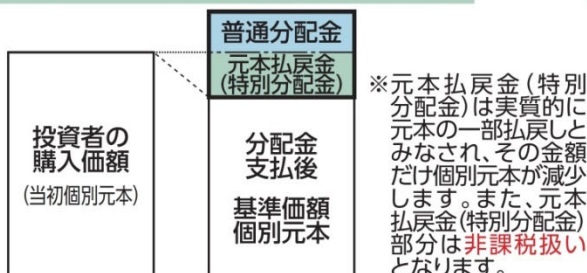 普通分配金
元本払戻金
(特別分配金)
投資者の
購入価額
(当初個別元本)
分配金
支払後
基準価額
個別元本
※元本払戻金(特別
分配金)は実質的に
元本の一部払戻しと
みなされ、その金額
だけ個別元本が減少
します。また、元本
払戻金(特別分配金)
部分は非課税扱い
となります。